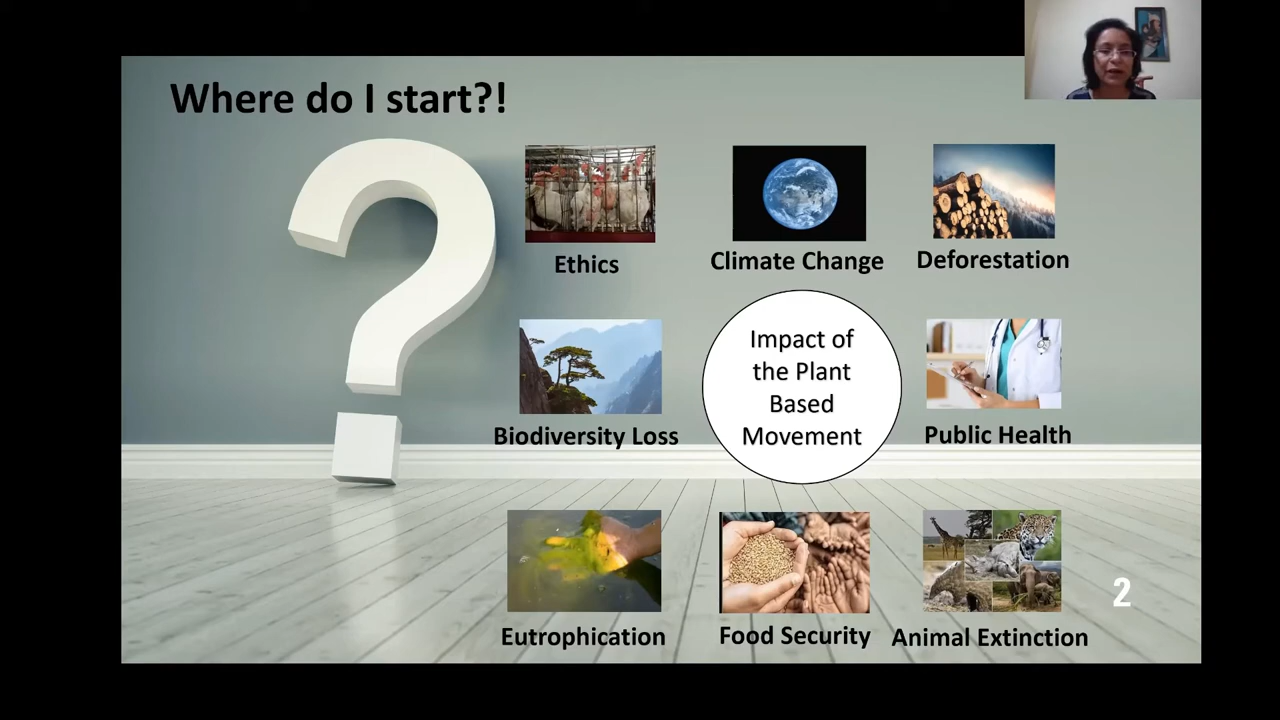 Where do I start?!
Ethics
Climate Change
Deforestation
Impact of
the Plant
Based
Movement
Biodiversity Loss
Public Health
Eutrophication
Food Security
Animal Extinction
2